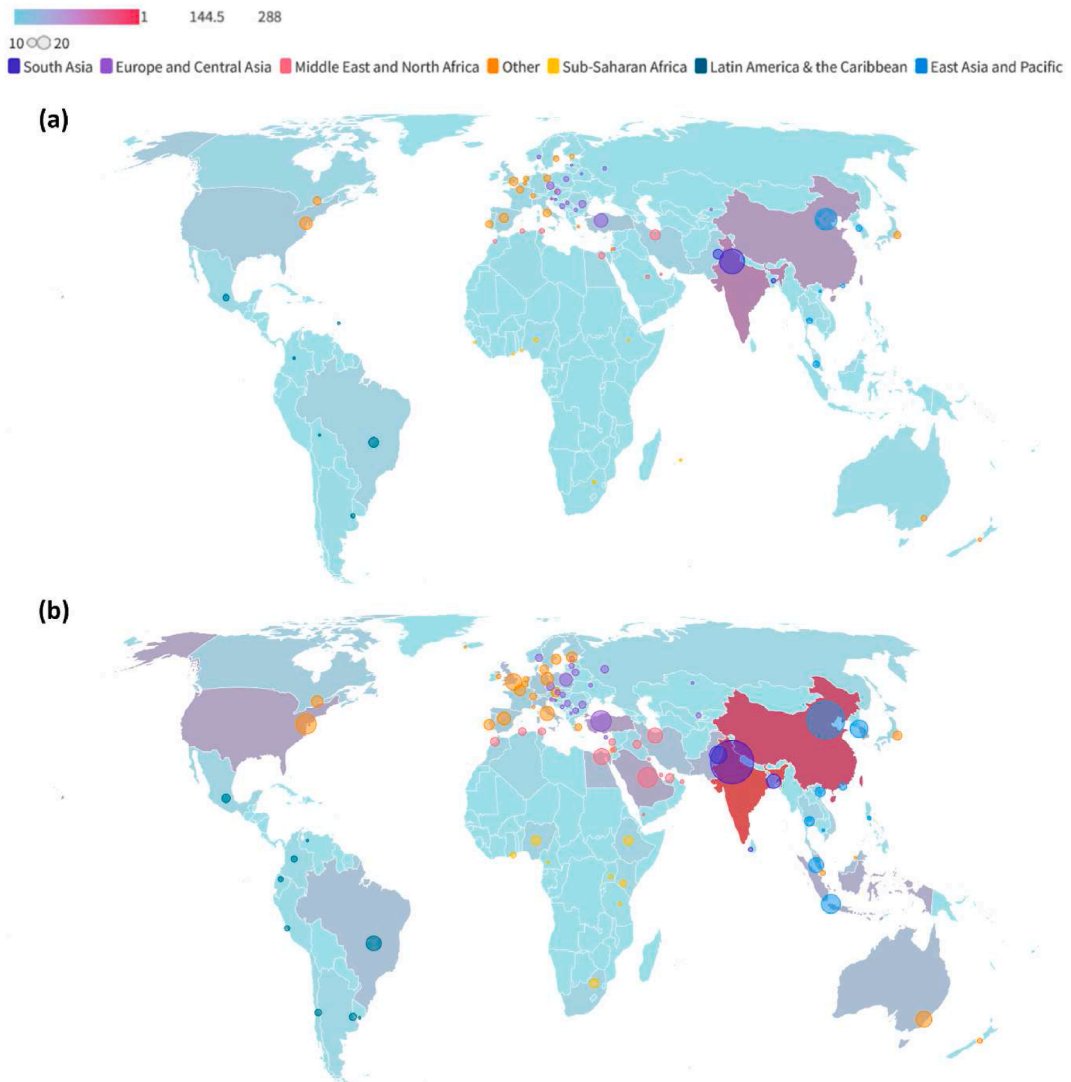 1 144.5 288
10 20
South Asia Europe and Central Asia Middle East and North Africa Other Sub-Saharan Africa Latin America & the Caribbean East Asia and Pacific
(a)
(b)